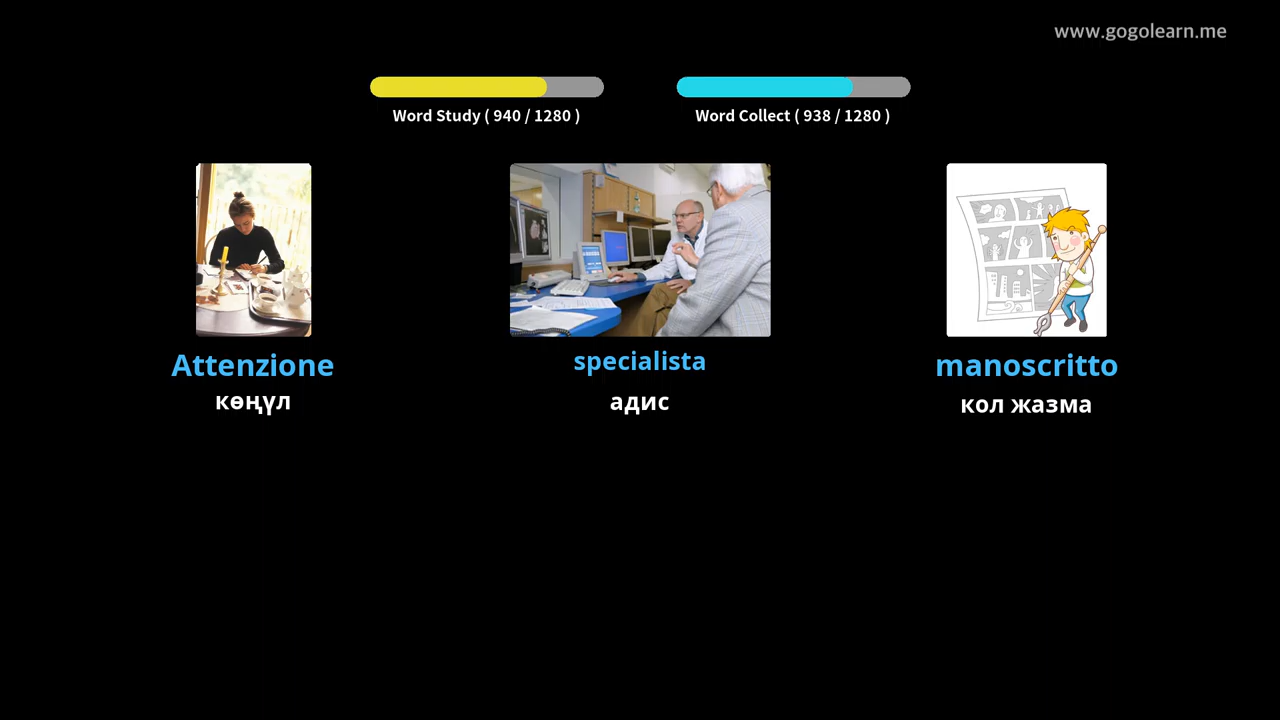 www.gogolearn.me
Word Study ( 940 / 1280 )
Word Collect ( 938 / 1280 )
Attenzione
көңүл
specialista
адис
manoscritto
кол жазма